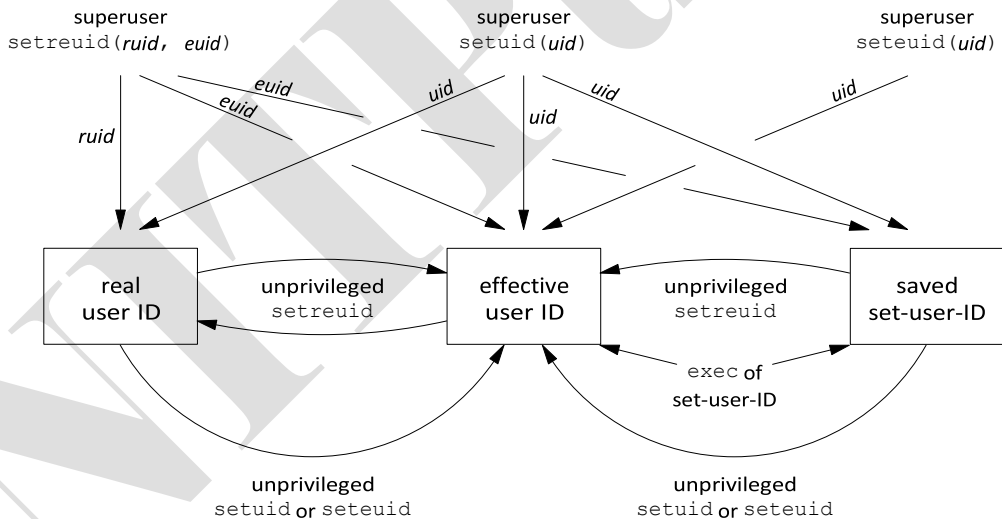 superuser
setreuid(ruid, euid)
superuser
setuid(uid)
superuser
seteuid(uid)
ruid
euid
euid
uid
uid
uid
uid
real
user ID
unprivileged
setreuid
effective
user ID
unprivileged
setreuid
saved
set-user-ID
exec of
set-user-ID
unprivileged
setuid or seteuid
unprivileged
setuid or seteuid